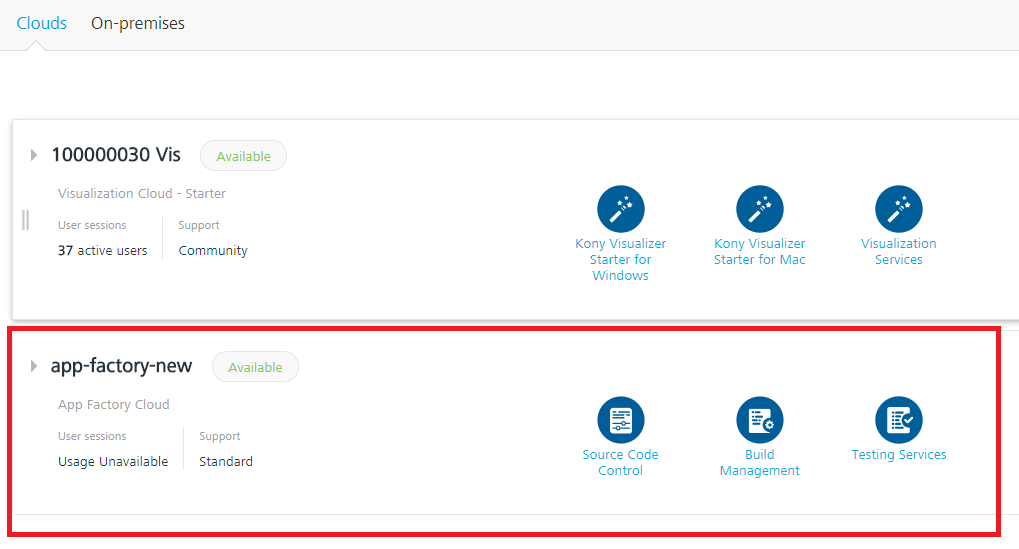 Clouds On-premises
100000030 Vis Available
Visualization Cloud - Starter
User sessions Support
37 active users Community
Kony Visualizer
Starter for
Windows
Kony Visualizer
Starter for Mac
Visualization
Services
app-factory-new Available
App Factory Cloud
User sessions Support
Usage Unavailable Standard
Source Code
Control
Build
Management
Testing Services